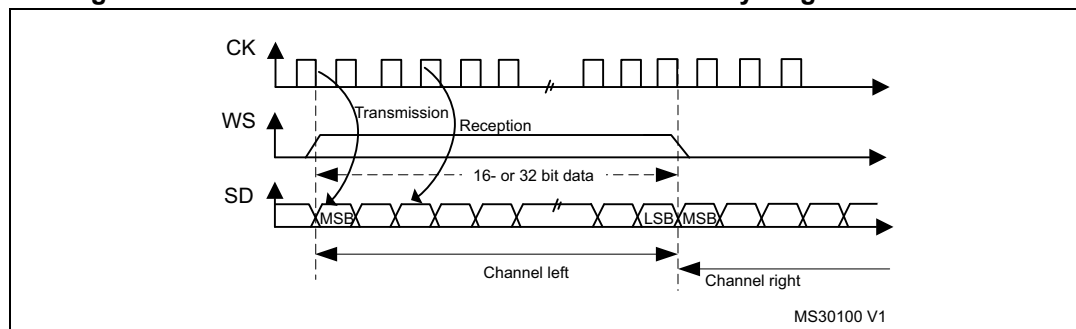 CK
Transmission
WS
Reception
16- or 32 bit data
SD
MSB
LSB
MSB
Channel left
Channel right
MS30100 V1